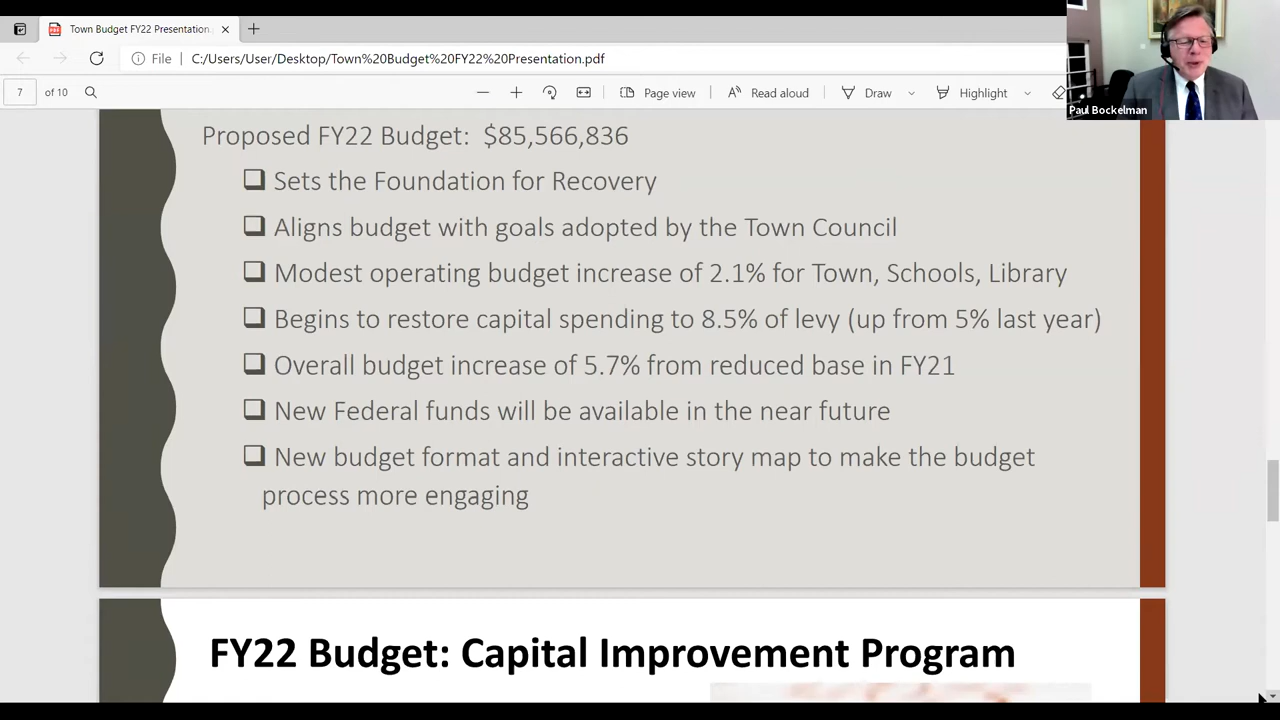 Town Budget FY22 Presentation.
File
C:/Users/User/Desktop/Town%20Budget%20FY22%20Presentation.pdf
7 of 10
Page view
Read aloud
Draw
Highlight
Paul Bockelman
Proposed FY22 Budget: $85,566,836
Sets the Foundation for Recovery
Aligns budget with goals adopted by the Town Council
Modest operating budget increase of 2.1% for Town, Schools, Library
Begins to restore capital spending to 8.5% of levy (up from 5% last year)
Overall budget increase of 5.7% from reduced base in FY21
New Federal funds will be available in the near future
New budget format and interactive story map to make the budget
process more engaging
FY22 Budget: Capital Improvement Program